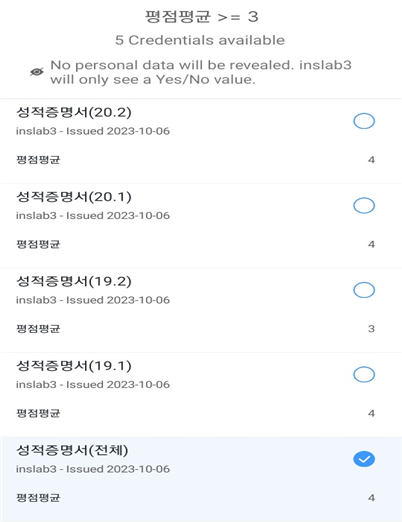 평점평균 >= 3
5 Credentials available
No personal data will be revealed. inslab3
will only see a Yes/No value.
성적증명서(20.2)
inslab3 - Issued 2023-10-06
평점평균 4
성적증명서(20.1)
inslab3 - Issued 2023-10-06
평점평균 4
성적증명서(19.2)
inslab3 - Issued 2023-10-06
평점평균 3
성적증명서(19.1)
inslab3 - Issued 2023-10-06
평점평균 4
성적증명서(전체)
inslab3 - Issued 2023-10-06
평점평균 4